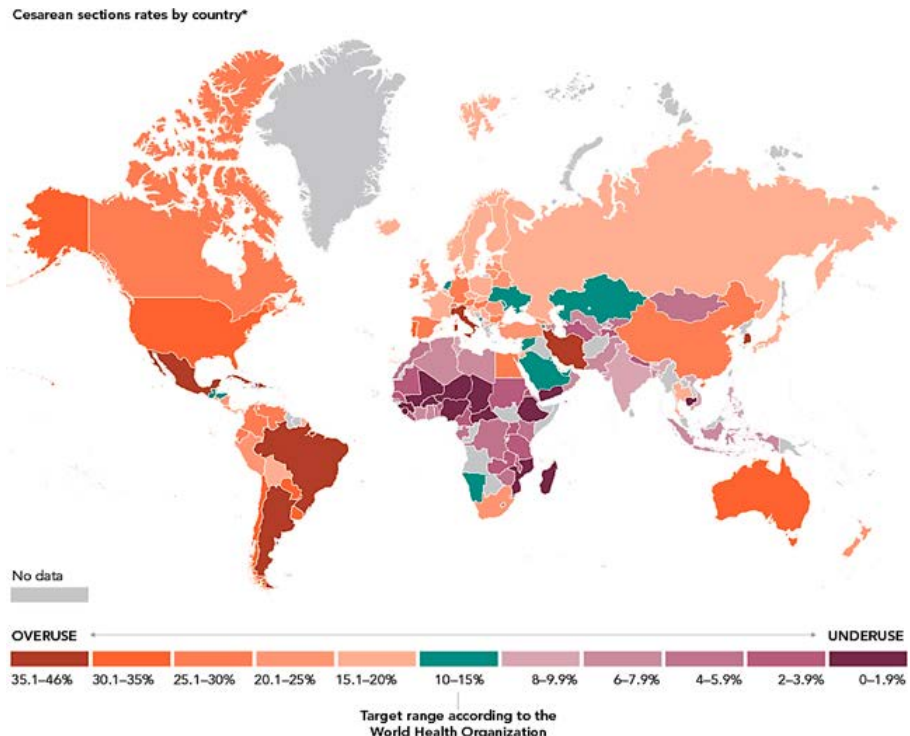 Cesarean sections rates by country*
No data
OVERUSE UNDERUSE
35.1–46% 30.1–35% 25.1–30% 20.1–25% 15.1–20% 10–15% 8–9.9% 6–7.9% 4–5.9% 2–3.9% 0–1.9%
Target range according to the
World Health Organization